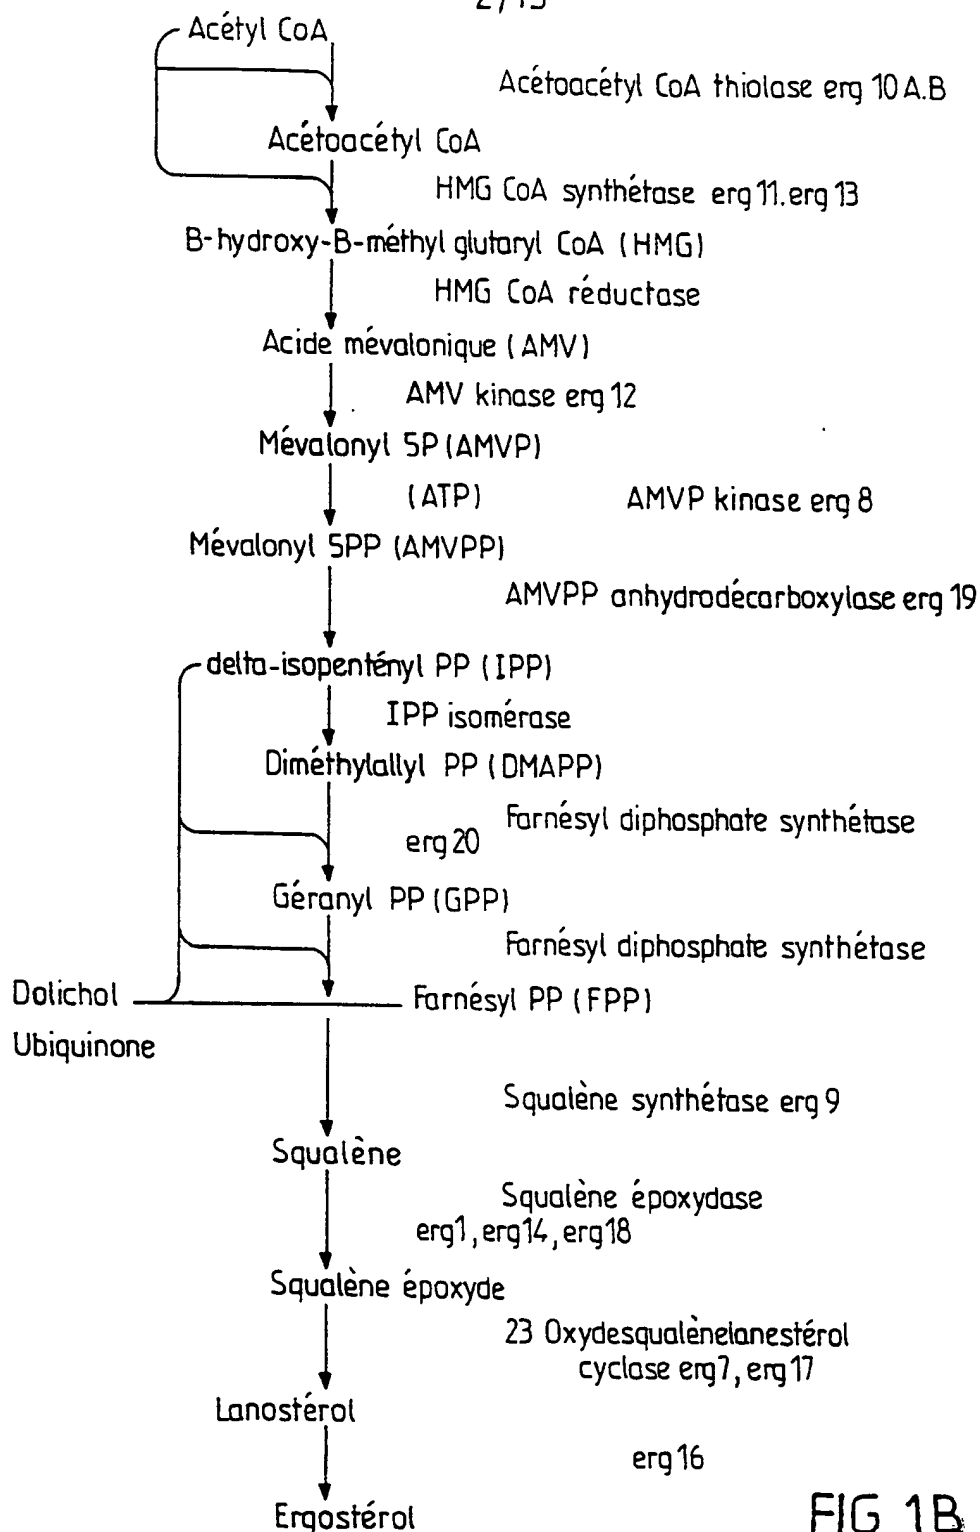 2/15
Acétyl CoA
Acétoacétyl CoA thiolase erg 10 A.B
Acétoacétyl CoA
HMG CoA synthétase erg 11. erg 13
B-hydroxy-B-méthyl glutaryl CoA (HMG)
HMG CoA réductase
Acide mévalonique (AMV)
AMV kinase erg 12
Mévalonyl 5P (AMVP)
(ATP) AMVP kinase erg 8
Mévalonyl 5PP (AMVPP)
AMVPP anhydrodécarboxylase erg 19
delta-isopentényl PP (IPP)
IPP isomérase
Diméthylallyl PP (DMAPP)
Farnésyl diphosphate synthétase
erg 20
Géranyl PP (GPP)
Farnésyl diphosphate synthétase
Dolichol Farnésyl PP (FPP)
Ubiquinone
Squalène synthétase erg 9
Squalène
Squalène époxydase
erg1, erg14, erg18
Squalène époxyde
23 Oxydesqualènelanestérol
cyclase erg7, erg17
Lanostérol
erg 16
Ergostérol
FIG 1B